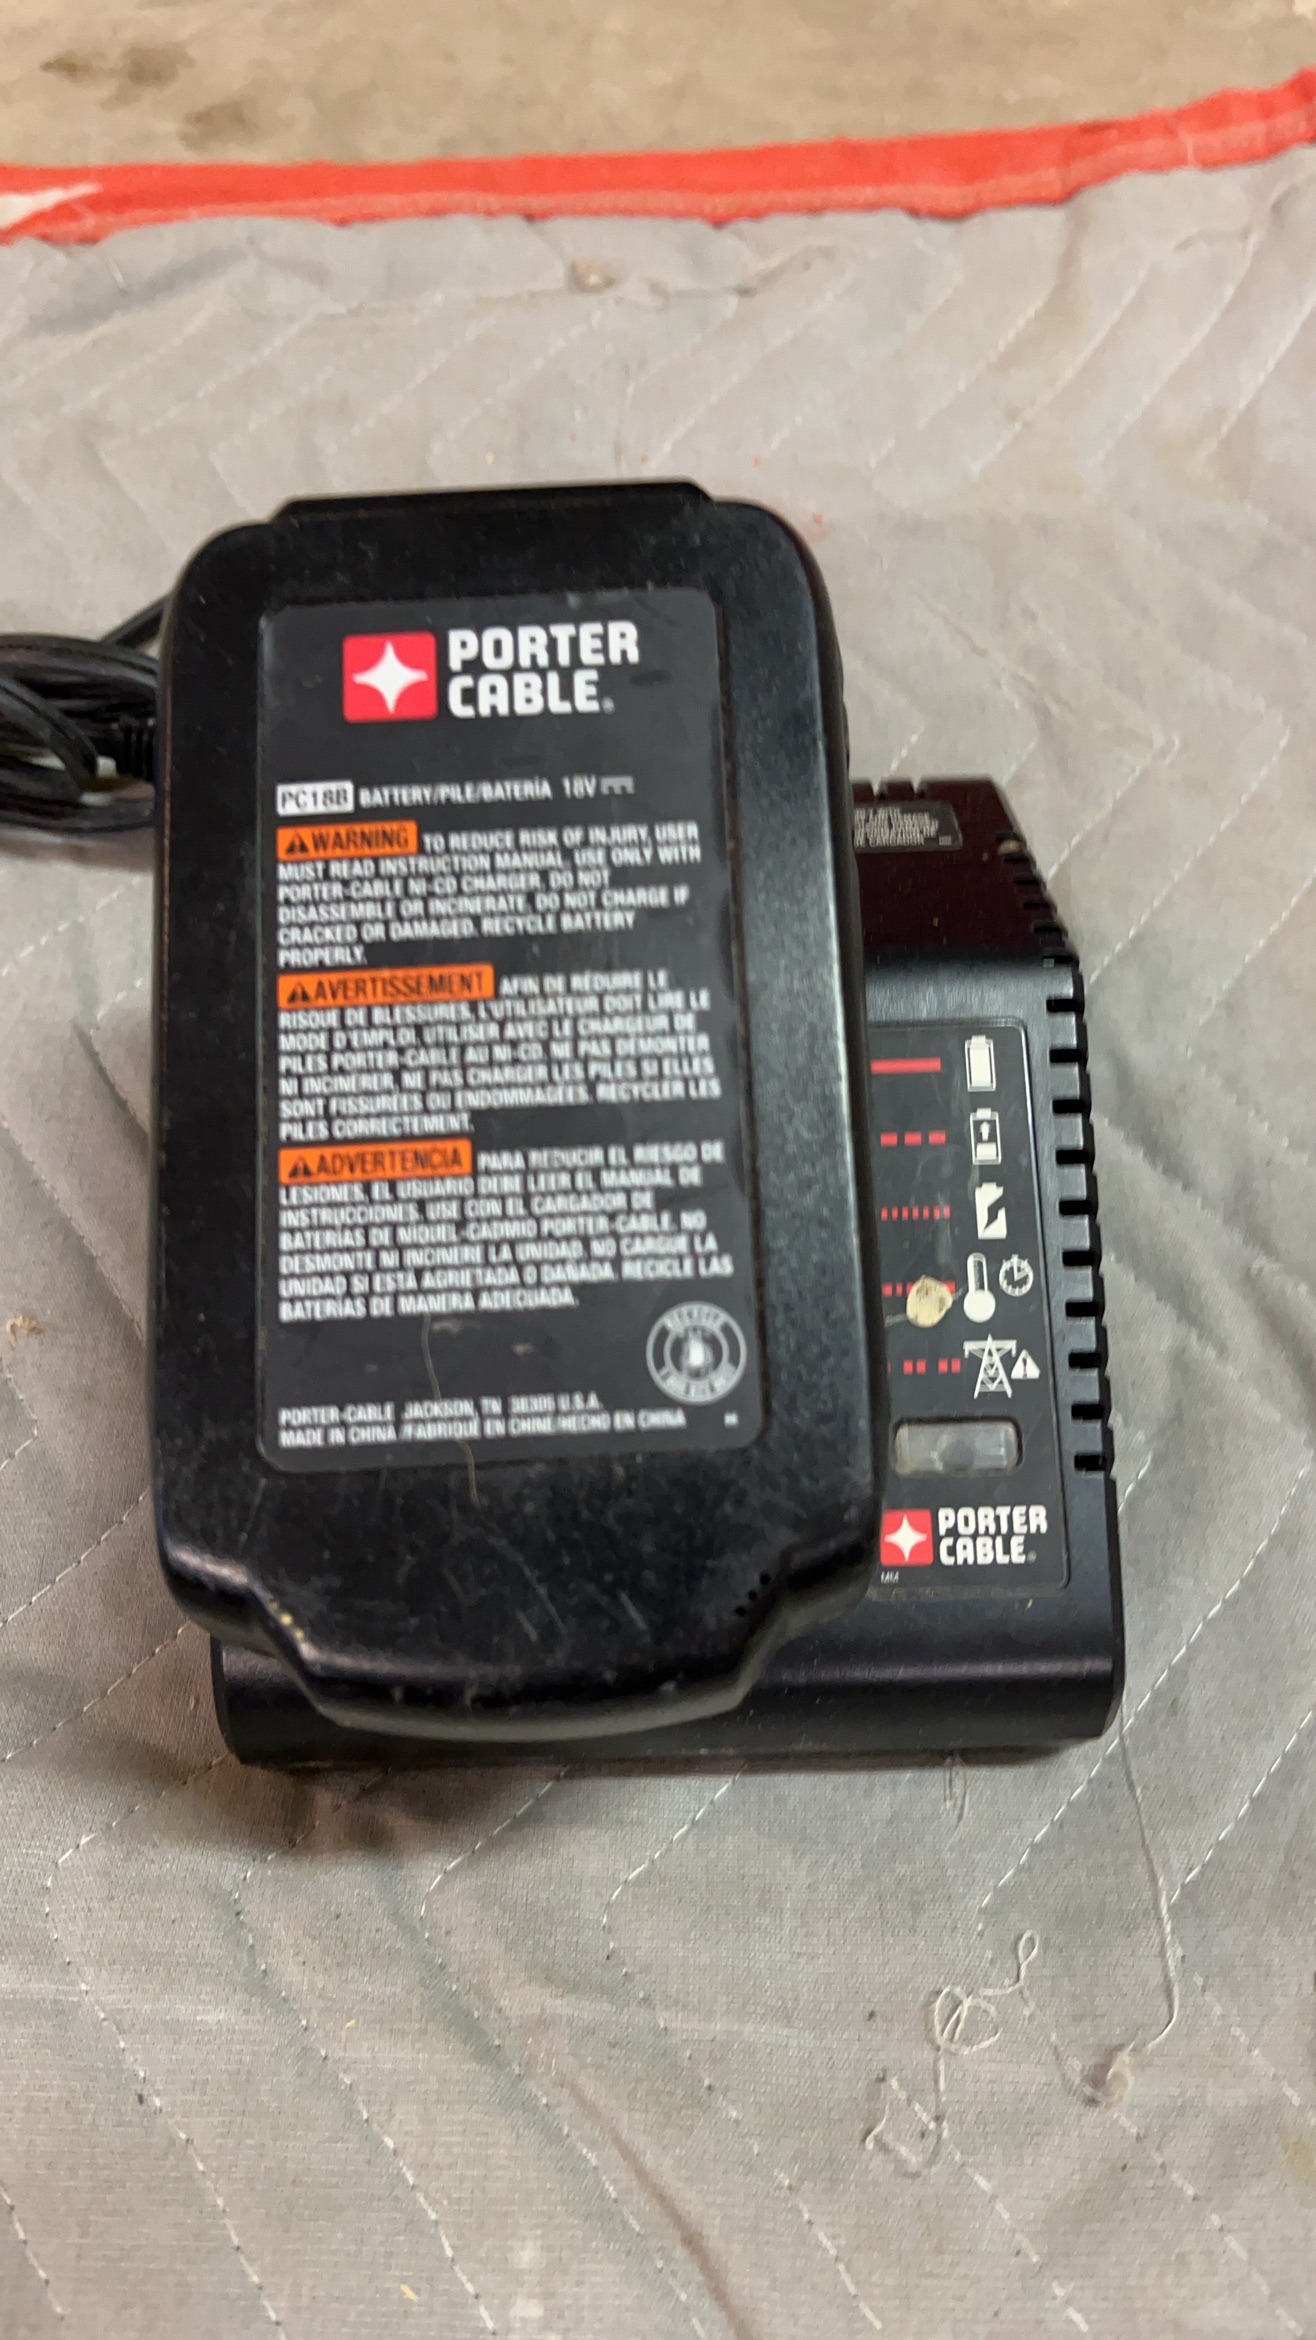 PORTER
CABLE
PC18B BATTERY/PILE/BATERÍA 18V
WARNING TO REDUCE RISK OF INJURY, USER
MUST READ INSTRUCTION MANUAL. USE ONLY WITH
PORTER-CABLE NI-CD CHARGER. DO NOT
DISASSEMBLE OR INCINERATE. DO NOT CHARGE IF
CRACKED OR DAMAGED. RECYCLE BATTERY
PROPERLY.
AVERTISSEMENT AFIN DE RÉDUIRE LE
RISQUE DE BLESSURES, L'UTILISATEUR DOIT LIRE LE
MODE D'EMPLOI. UTILISER AVEC LE CHARGEUR DE
PILES PORTER-CABLE AU NI-CD. NE PAS DÉMONTER
NI INCINÉRER, NE PAS CHARGER LES PILES SI ELLES
SONT FISSURÉES OU ENDOMMAGÉES. RECYCLER LES
PILES CORRECTEMENT.
ADVERTENCIA PARA REDUCIR EL RIESGO DE
LESIONES, EL USUARIO DEBE LEER EL MANUAL DE
INSTRUCCIONES. USE CON EL CARGADOR DE
BATERÍAS DE NIQUEL-CADMIO PORTER-CABLE. NO
DESMONTE NI INCINERE LA UNIDAD. NO CARGUE LA
UNIDAD SI ESTÁ AGRIETADA O DAÑADA. RECICLE LAS
BATERÍAS DE MANERA ADECUADA.
RECYCLE
PORTER-CABLE JACKSON, TN 38305 U.S.A.
MADE IN CHINA /FABRIQUÉ EN CHINE/HECHO EN CHINA
CARGADOR
PORTER
CABLE